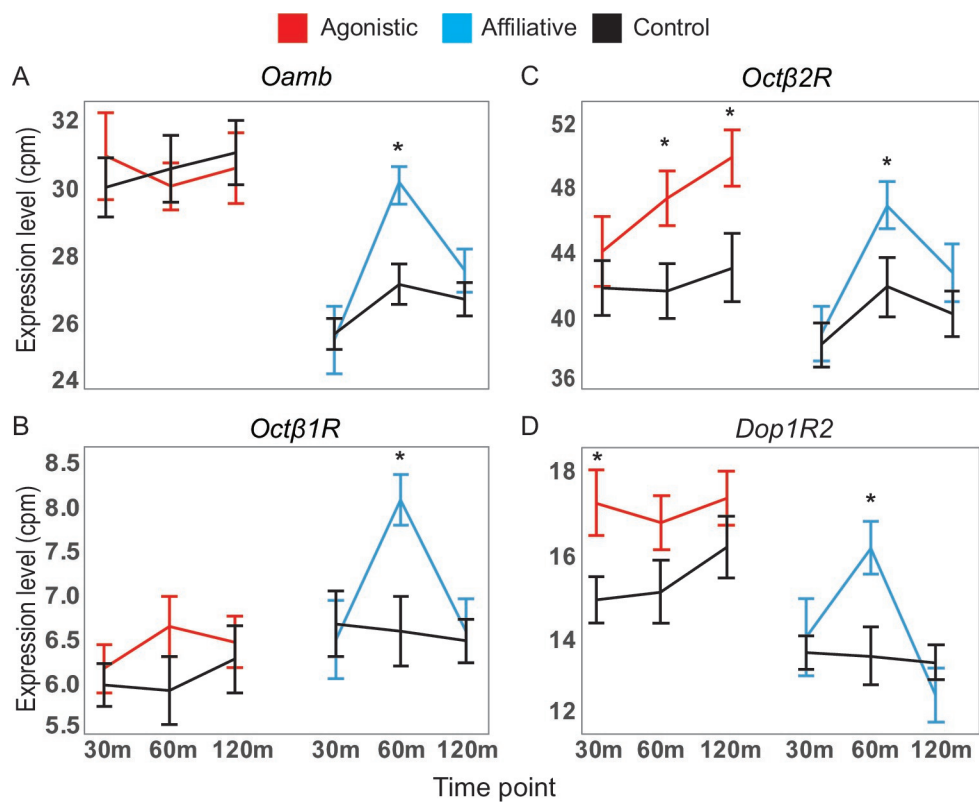 Agonistic Affiliative Control
A Oamb
Expression level (cpm)
32
30
28
26
24
*
C Octβ2R
52
48
44
40
36
* * *
B Octβ1R
Expression level (cpm)
8.5
8.0
7.5
7.0
6.5
6.0
5.5
*
30m 60m 120m 30m 60m 120m
D Dop1R2
18
16
14
12
* *
30m 60m 120m 30m 60m 120m
Time point